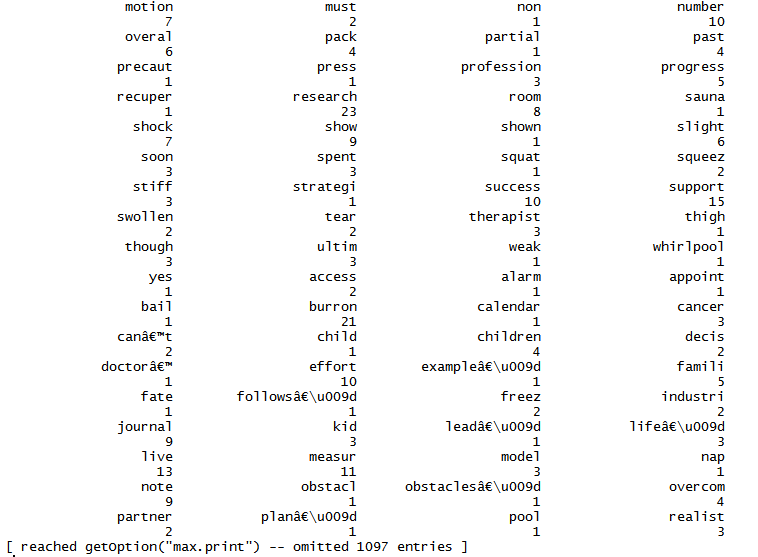 motion must non number
7 2 1 10
overal pack partial past
6 4 1 4
precaut press profession progress
1 1 3 5
recuper research room sauna
1 23 8 1
shock show shown slight
7 9 1 6
soon spent squat squeez
3 3 1 2
stiff strategi success support
3 1 10 15
swollen tear therapist thigh
2 2 3 1
though ultim weak whirlpool
3 3 1 1
yes access alarm appoint
1 2 1 1
bail burron calendar cancer
1 21 1 3
canâ€™t child children decis
2 1 4 2
doctorâ€™ effort exampleâ€\u009d famili
1 10 1 5
fate followsâ€\u009d freez industri
1 1 2 2
journal kid leadâ€\u009d lifeâ€\u009d
9 3 1 3
live measur model nap
13 11 3 1
note obstacl obstaclesâ€\u009d overcom
9 1 1 4
partner planâ€\u009d pool realist
2 1 1 3
[ reached getOption("max.print") -- omitted 1097 entries ]